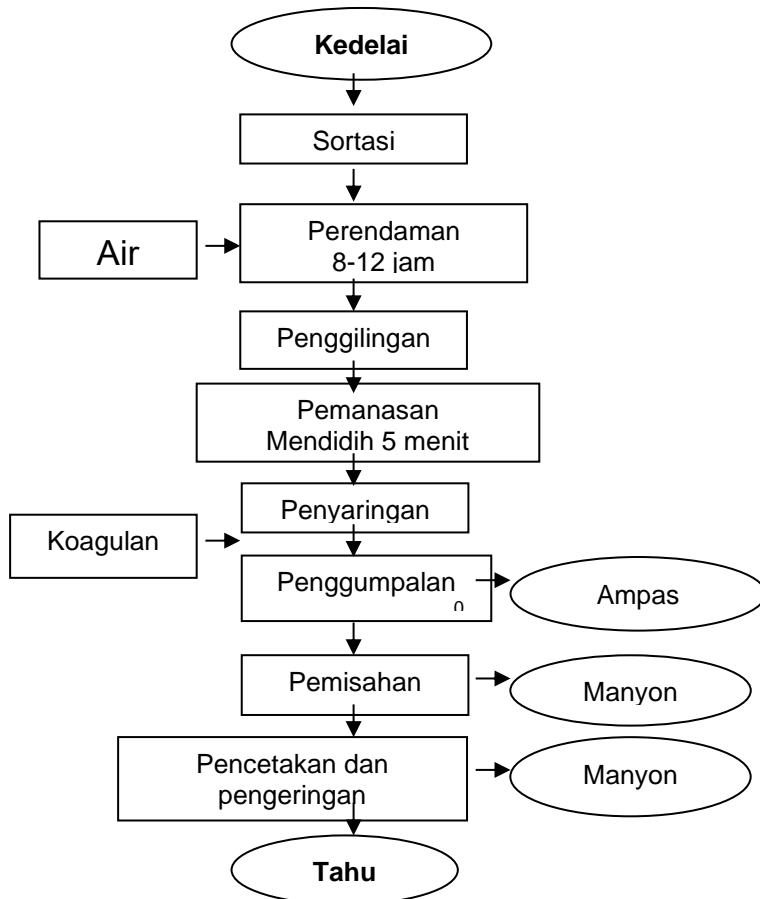 Kedelai
Sortasi
Air
Perendaman
8-12 jam
Penggilingan
Pemanasan
Mendidih 5 menit
Penyaringan
Koagulan
Penggumpalan
0
Ampas
Pemisahan
Manyon
Pencetakan dan
pengeringan
Manyon
Tahu